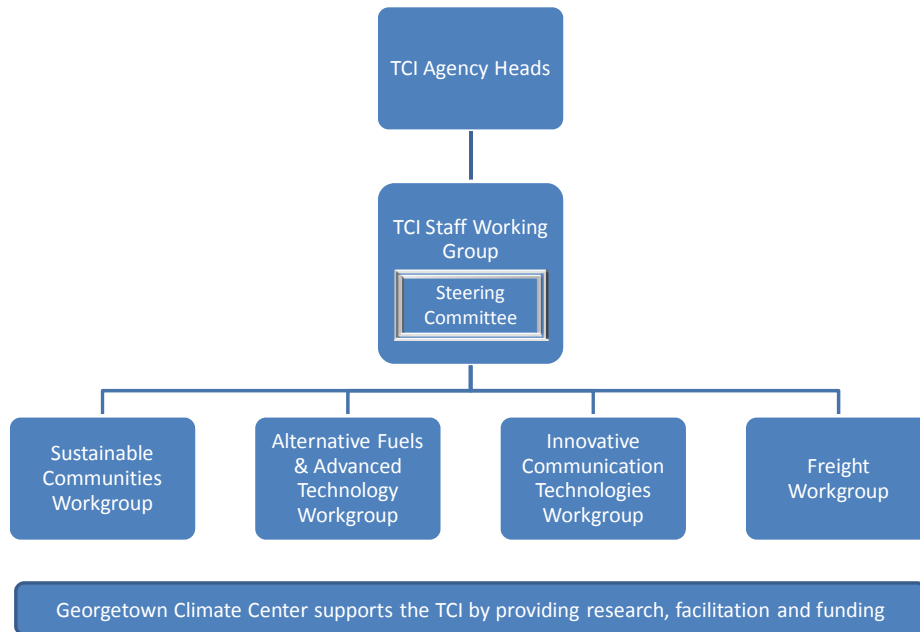 TCI Agency Heads
TCI Staff Working
Group
Steering
Committee
Sustainable
Communities
Workgroup
Alternative Fuels
& Advanced
Technology
Workgroup
Innovative
Communication
Technologies
Workgroup
Freight
Workgroup
Georgetown Climate Center supports the TCI by providing research, facilitation and funding